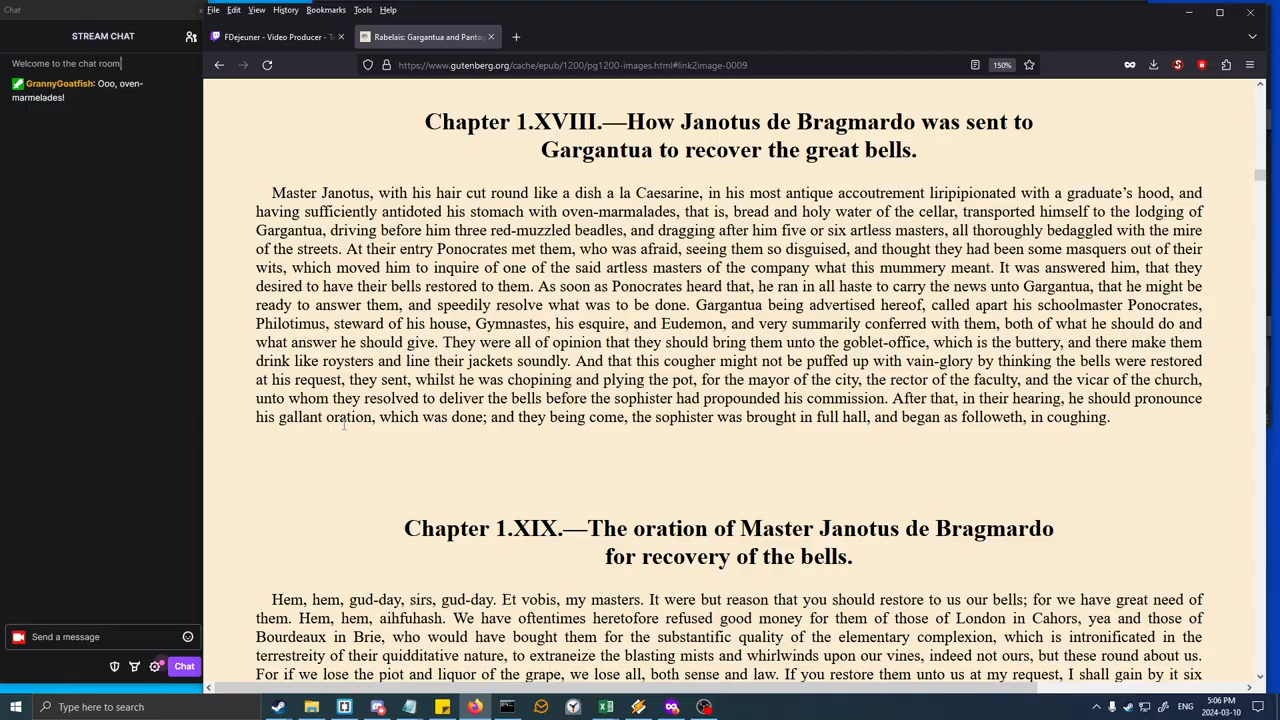 Chat
File Edit View History Bookmarks Tools Help
STREAM CHAT
FDejeuner - Video Producer - Tw
Rabelais: Gargantua and Pantag
https://www.gutenberg.org/cache/epub/1200/pg1200-images.html#link2image-0009
150%
Welcome to the chat room!
GrannyGoatfish: Ooo, oven-
marmelades!
Chapter 1.XVIII.—How Janotus de Bragmardo was sent to
Gargantua to recover the great bells.
Master Janotus, with his hair cut round like a dish a la Caesarine, in his most antique accoutrement liripipionated with a graduate’s hood, and
having sufficiently antidoted his stomach with oven-marmalades, that is, bread and holy water of the cellar, transported himself to the lodging of
Gargantua, driving before him three red-muzzled beadles, and dragging after him five or six artless masters, all thoroughly bedaggled with the mire
of the streets. At their entry Ponocrates met them, who was afraid, seeing them so disguised, and thought they had been some masquers out of their
wits, which moved him to inquire of one of the said artless masters of the company what this mummery meant. It was answered him, that they
desired to have their bells restored to them. As soon as Ponocrates heard that, he ran in all haste to carry the news unto Gargantua, that he might be
ready to answer them, and speedily resolve what was to be done. Gargantua being advertised hereof, called apart his schoolmaster Ponocrates,
Philotimus, steward of his house, Gymnastes, his esquire, and Eudemon, and very summarily conferred with them, both of what he should do and
what answer he should give. They were all of opinion that they should bring them unto the goblet-office, which is the buttery, and there make them
drink like roysters and line their jackets soundly. And that this cougher might not be puffed up with vain-glory by thinking the bells were restored
at his request, they sent, whilst he was chopining and plying the pot, for the mayor of the city, the rector of the faculty, and the vicar of the church,
unto whom they resolved to deliver the bells before the sophister had propounded his commission. After that, in their hearing, he should pronounce
his gallant oration, which was done; and they being come, the sophister was brought in full hall, and began as followeth, in coughing.
Chapter 1.XIX.—The oration of Master Janotus de Bragmardo
for recovery of the bells.
Hem, hem, gud-day, sirs, gud-day. Et vobis, my masters. It were but reason that you should restore to us our bells; for we have great need of
them. Hem, hem, aihfuhash. We have oftentimes heretofore refused good money for them of those of London in Cahors, yea and those of
Bourdeaux in Brie, who would have bought them for the substantific quality of the elementary complexion, which is intronificated in the
terrestreity of their quidditative nature, to extraneize the blasting mists and whirlwinds upon our vines, indeed not ours, but these round about us.
For if we lose the piot and liquor of the grape, we lose all, both sense and law. If you restore them unto us at my request, I shall gain by it six
Send a message
Chat
Type here to search
ENG
5:06 PM
2024-03-10